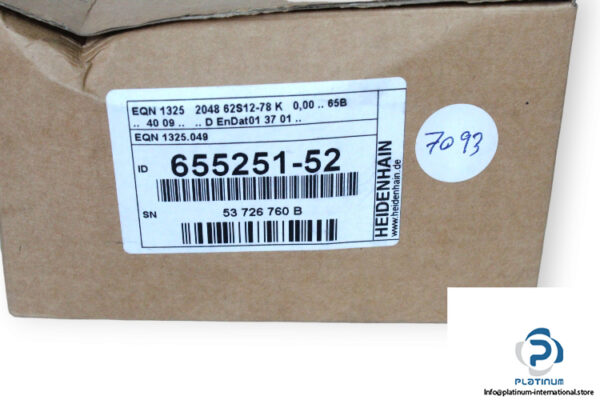 EQN 1325 2048 62S12-78 K 0,00 .. 65B
.. 40 09 .. .. D EnDat01 37 01 ..
EQN 1325.049
ID 655251-52
SN 53 726 760 B
HEIDENHAIN
www.heidenhain.de
7093
PLATINUM
info@platinum-international.store